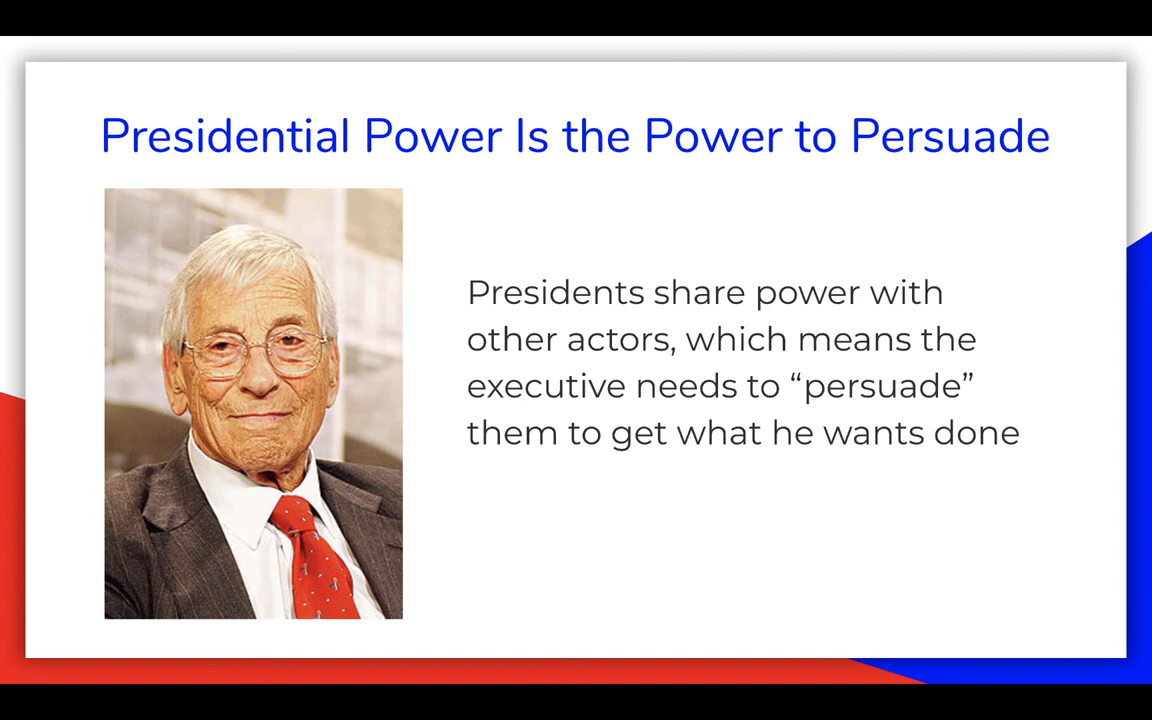 Presidential Power Is the Power to Persuade
Presidents share power with
other actors, which means the
executive needs to “persuade”
them to get what he wants done